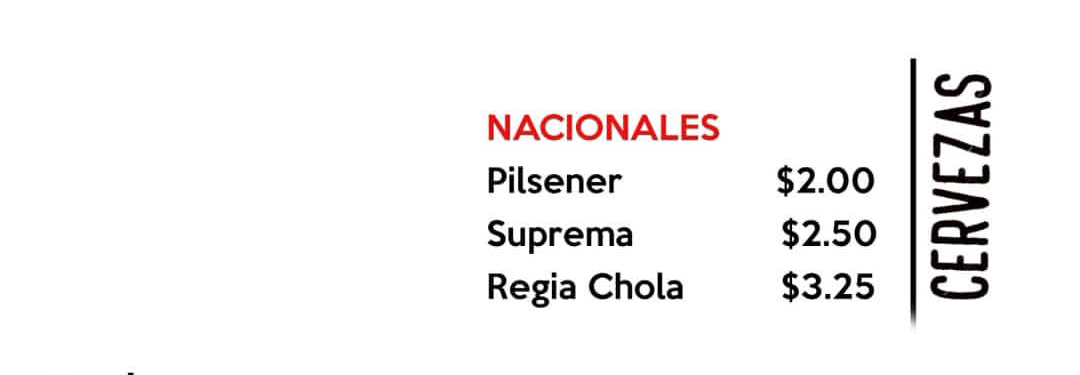 CERVEZAS
NACIONALES
Pilsener $2.00
Suprema $2.50
Regia Chola $3.25